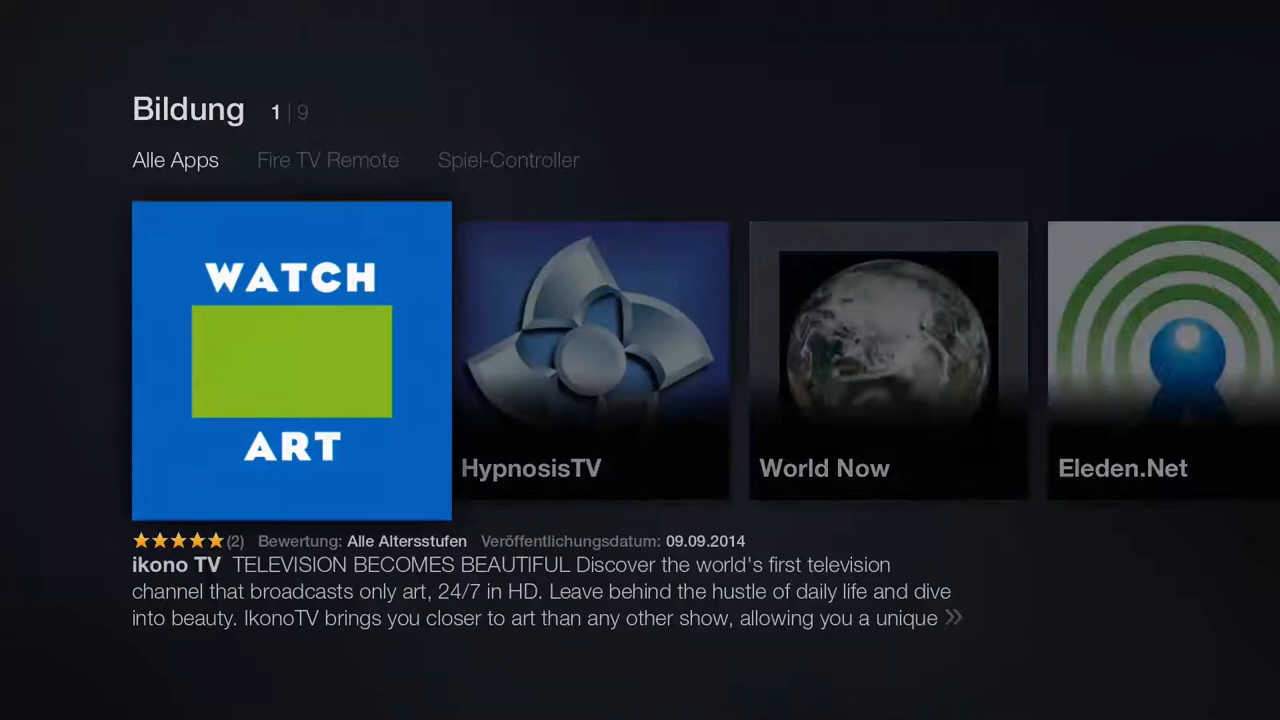 Bildung 1 | 9
Alle Apps Fire TV Remote Spiel-Controller
WATCH
ART
HypnosisTV
World Now
Eleden.Net
★★★★★(2) Bewertung: Alle Altersstufen Veröffentlichungsdatum: 09.09.2014
ikono TV TELEVISION BECOMES BEAUTIFUL Discover the world's first television
channel that broadcasts only art, 24/7 in HD. Leave behind the hustle of daily life and dive
into beauty. IkonoTV brings you closer to art than any other show, allowing you a unique »